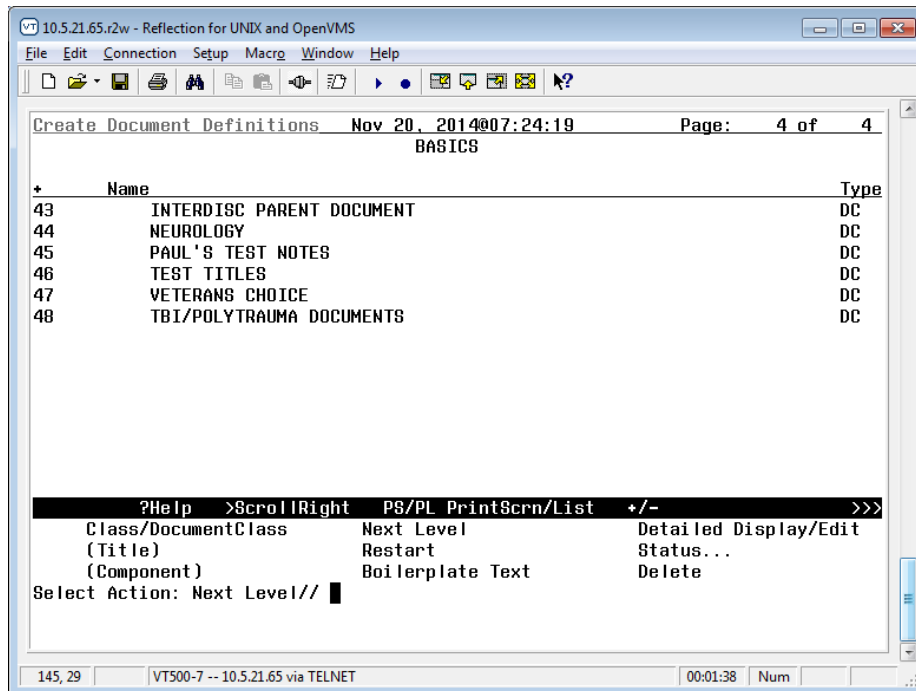 10.5.21.65.r2w - Reflection for UNIX and OpenVMS
File Edit Connection Setup Macro Window Help
Create Document Definitions Nov 20, 2014@07:24:19 Page: 4 of 4
BASICS
+ Name Type
43 INTERDISC PARENT DOCUMENT DC
44 NEUROLOGY DC
45 PAUL'S TEST NOTES DC
46 TEST TITLES DC
47 VETERANS CHOICE DC
48 TBI/POLYTRAUMA DOCUMENTS DC
?Help >ScrollRight PS/PL PrintScrn/List +/- >>>
Class/DocumentClass Next Level Detailed Display/Edit
(Title) Restart Status...
(Component) Boilerplate Text Delete
Select Action: Next Level//
145, 29 VT500-7 -- 10.5.21.65 via TELNET 00:01:38 Num